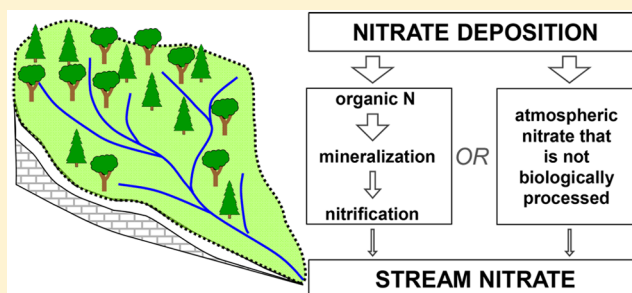 NITRATE DEPOSITION
organic N
mineralization
nitrification
OR
atmospheric
nitrate that
is not
biologically
processed
STREAM NITRATE